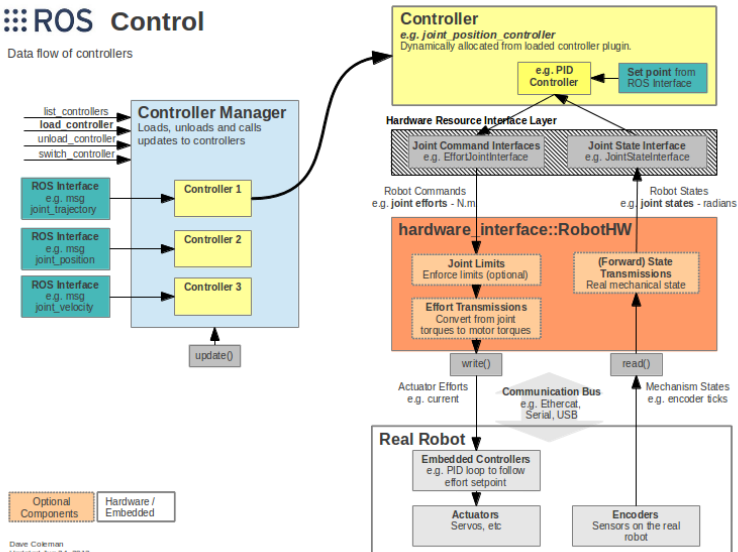 ROS Control
Data flow of controllers
list_controllers
load_controller
unload_controller
switch_controller
Controller Manager
Loads, unloads and calls
updates to controllers
ROS Interface
e.g. msg
joint_trajectory
Controller 1
ROS Interface
e.g. msg
joint_position
Controller 2
ROS Interface
e.g. msg
joint_velocity
Controller 3
update()
Controller
e.g. joint_position_controller
Dynamically allocated from loaded controller plugin.
e.g. PID
Controller
Set point from
ROS Interface
Hardware Resource Interface Layer
Joint Command Interfaces
e.g. EffortJointInterface
Joint State Interface
e.g. JointStateInterface
Robot Commands
e.g. joint efforts - N.m
Robot States
e.g. joint states - radians
hardware_interface::RobotHW
Joint Limits
Enforce limits (optional)
(Forward) State
Transmissions
Real mechanical state
Effort Transmissions
Convert from joint
torques to motor torques
write()
read()
Actuator Efforts
e.g. current
Communication Bus
e.g. Ethercat,
Serial, USB
Mechanism States
e.g. encoder ticks
Real Robot
Embedded Controllers
e.g. PID loop to follow
effort setpoint
Actuators
Servos, etc
Encoders
Sensors on the real
robot
Optional
Components
Hardware /
Embedded
Dave Coleman